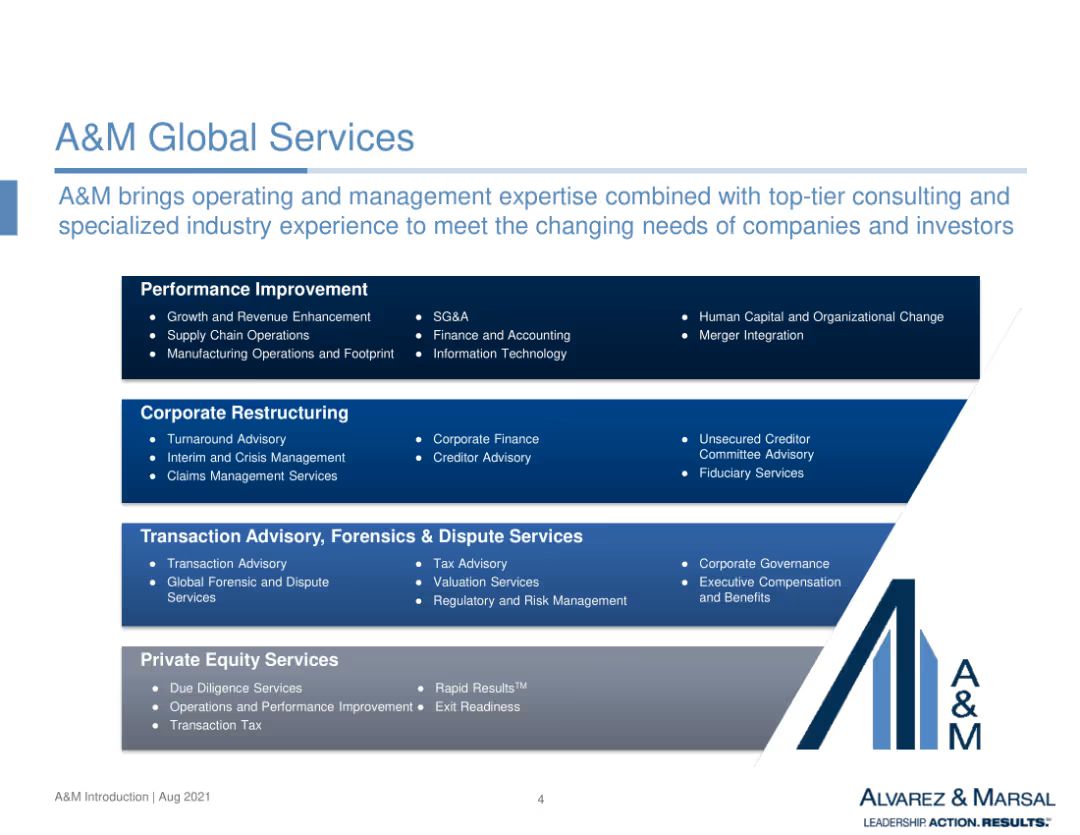 A&M Global Services
A&M brings operating and management expertise combined with top-tier consulting and
specialized industry experience to meet the changing needs of companies and investors
Performance Improvement
● Growth and Revenue Enhancement
● Supply Chain Operations
● Manufacturing Operations and Footprint
● SG&A
● Finance and Accounting
● Information Technology
● Human Capital and Organizational Change
● Merger Integration
Corporate Restructuring
● Turnaround Advisory
● Interim and Crisis Management
● Claims Management Services
● Corporate Finance
● Creditor Advisory
● Unsecured Creditor
Committee Advisory
● Fiduciary Services
Transaction Advisory, Forensics & Dispute Services
● Transaction Advisory
● Global Forensic and Dispute
Services
● Tax Advisory
● Valuation Services
● Regulatory and Risk Management
● Corporate Governance
● Executive Compensation
and Benefits
Private Equity Services
● Due Diligence Services
● Operations and Performance Improvement
● Transaction Tax
● Rapid Results™
● Exit Readiness
A
&
M
A&M Introduction | Aug 2021
4
ALVAREZ & MARSAL
LEADERSHIP. ACTION. RESULTS.℠